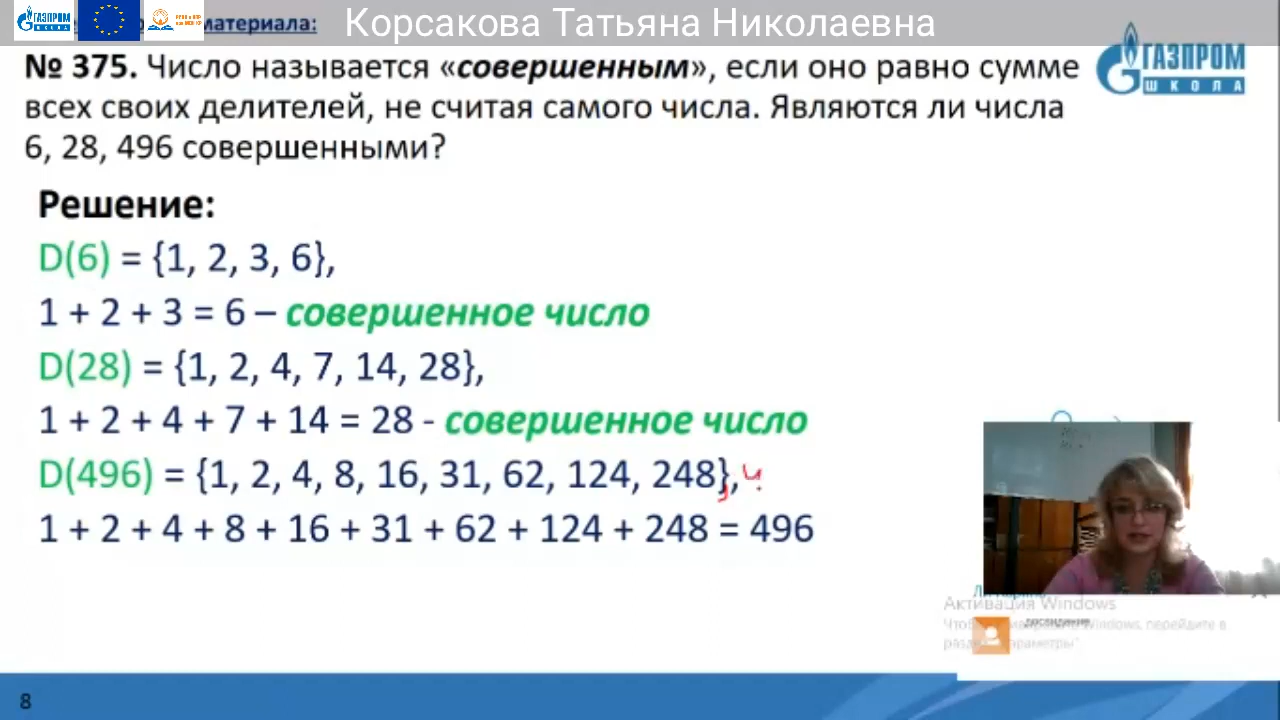 материала:
Корсакова Татьяна Николаевна
ГАЗПРОМ
ШКОЛА
ГАЗПРОМ
ШКОЛА
№ 375. Число называется «совершенным», если оно равно сумме
всех своих делителей, не считая самого числа. Являются ли числа
6, 28, 496 совершенными?
Решение:
D(6) = {1, 2, 3, 6},
1 + 2 + 3 = 6 – совершенное число
D(28) = {1, 2, 4, 7, 14, 28},
1 + 2 + 4 + 7 + 14 = 28 - совершенное число
D(496) = {1, 2, 4, 8, 16, 31, 62, 124, 248},
1 + 2 + 4 + 8 + 16 + 31 + 62 + 124 + 248 = 496
Активация Windows
Windows, перейдите в
8